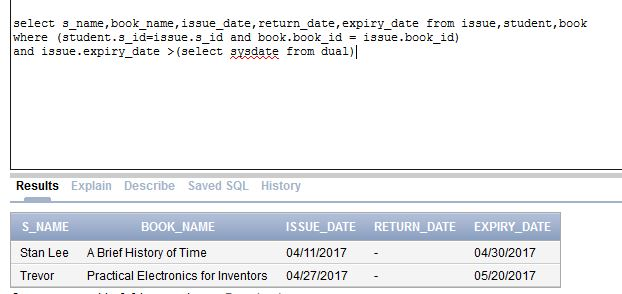 select s_name,book_name,issue_date,return_date,expiry_date from issue,student,book
where (student.s_id=issue.s_id and book.book_id = issue.book_id)
and issue.expiry_date >(select sysdate from dual)
Results Explain Describe Saved SQL History
S_NAME BOOK_NAME ISSUE_DATE RETURN_DATE EXPIRY_DATE
Stan Lee A Brief History of Time 04/11/2017 - 04/30/2017
Trevor Practical Electronics for Inventors 04/27/2017 - 05/20/2017